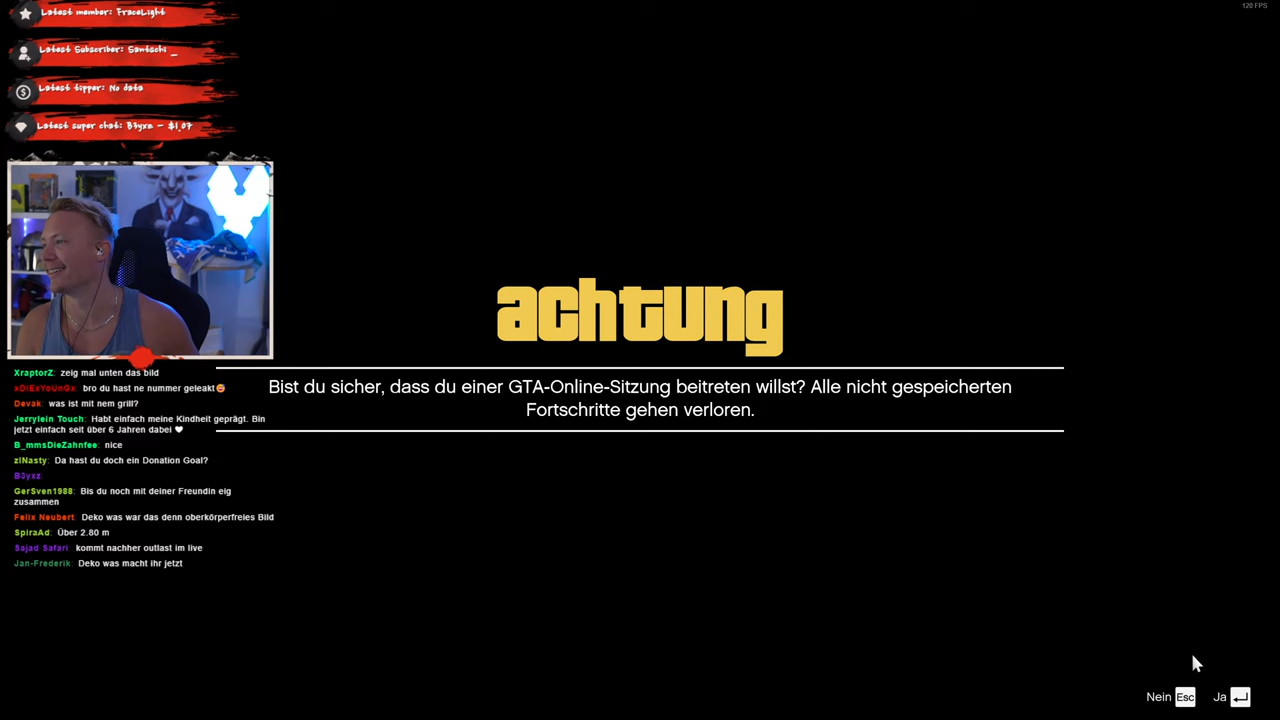 120 FPS
Latest member: FraceLight
Latest Subscriber: Santschi _
Latest tipper: No data
Latest super chat: B3yxz - $1.07
achtung
Bist du sicher, dass du einer GTA-Online-Sitzung beitreten willst? Alle nicht gespeicherten
Fortschritte gehen verloren.
XraptorZ: zeig mal unten das bild
xDiExYoUnGx: bro du hast ne nummer geleakt😅
Devak: was ist mit nem grill?
Jerrylein Touch: Habt einfach meine Kindheit geprägt. Bin
jetzt einfach seit über 6 Jahren dabei ♥
B_mmsDieZahnfee: nice
zINasty: Da hast du doch ein Donation Goal?
B3yxz:
GerSven1988: Bis du noch mit deiner Freundin eig
zusammen
Felix Neubert: Deko was war das denn oberkörperfreies Bild
SpiraAd: Über 2.80 m
Sajad Safari: kommt nachher outlast im live
Jan-Frederik: Deko was macht ihr jetzt
Nein Esc Ja